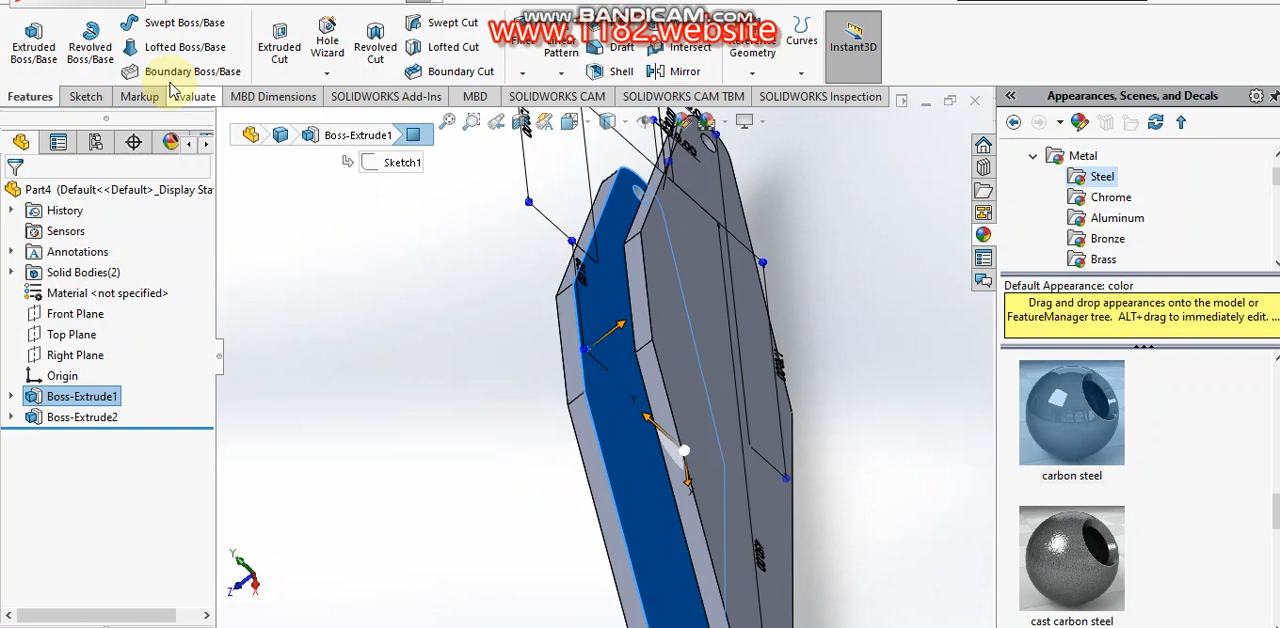 www.BANDICAM.com
www.1182.website
Extruded Boss/Base
Revolved Boss/Base
Swept Boss/Base
Lofted Boss/Base
Boundary Boss/Base
Extruded Cut
Hole Wizard
Revolved Cut
Swept Cut
Lofted Cut
Boundary Cut
Linear Pattern
Draft
Shell
Intersect
Mirror
Reference Geometry
Curves
Instant3D
Features
Sketch
Markup
Evaluate
MBD Dimensions
SOLIDWORKS Add-Ins
MBD
SOLIDWORKS CAM
SOLIDWORKS CAM TBM
SOLIDWORKS Inspection
Part4 (Default<<Default>_Display Sta
History
Sensors
Annotations
Solid Bodies(2)
Material <not specified>
Front Plane
Top Plane
Right Plane
Origin
Boss-Extrude1
Boss-Extrude2
Boss-Extrude1
Sketch1
Y
X
Y
Z
X
Appearances, Scenes, and Decals
Metal
Steel
Chrome
Aluminum
Bronze
Brass
Default Appearance: color
Drag and drop appearances onto the model or
FeatureManager tree. ALT+drag to immediately edit. ...
carbon steel
cast carbon steel